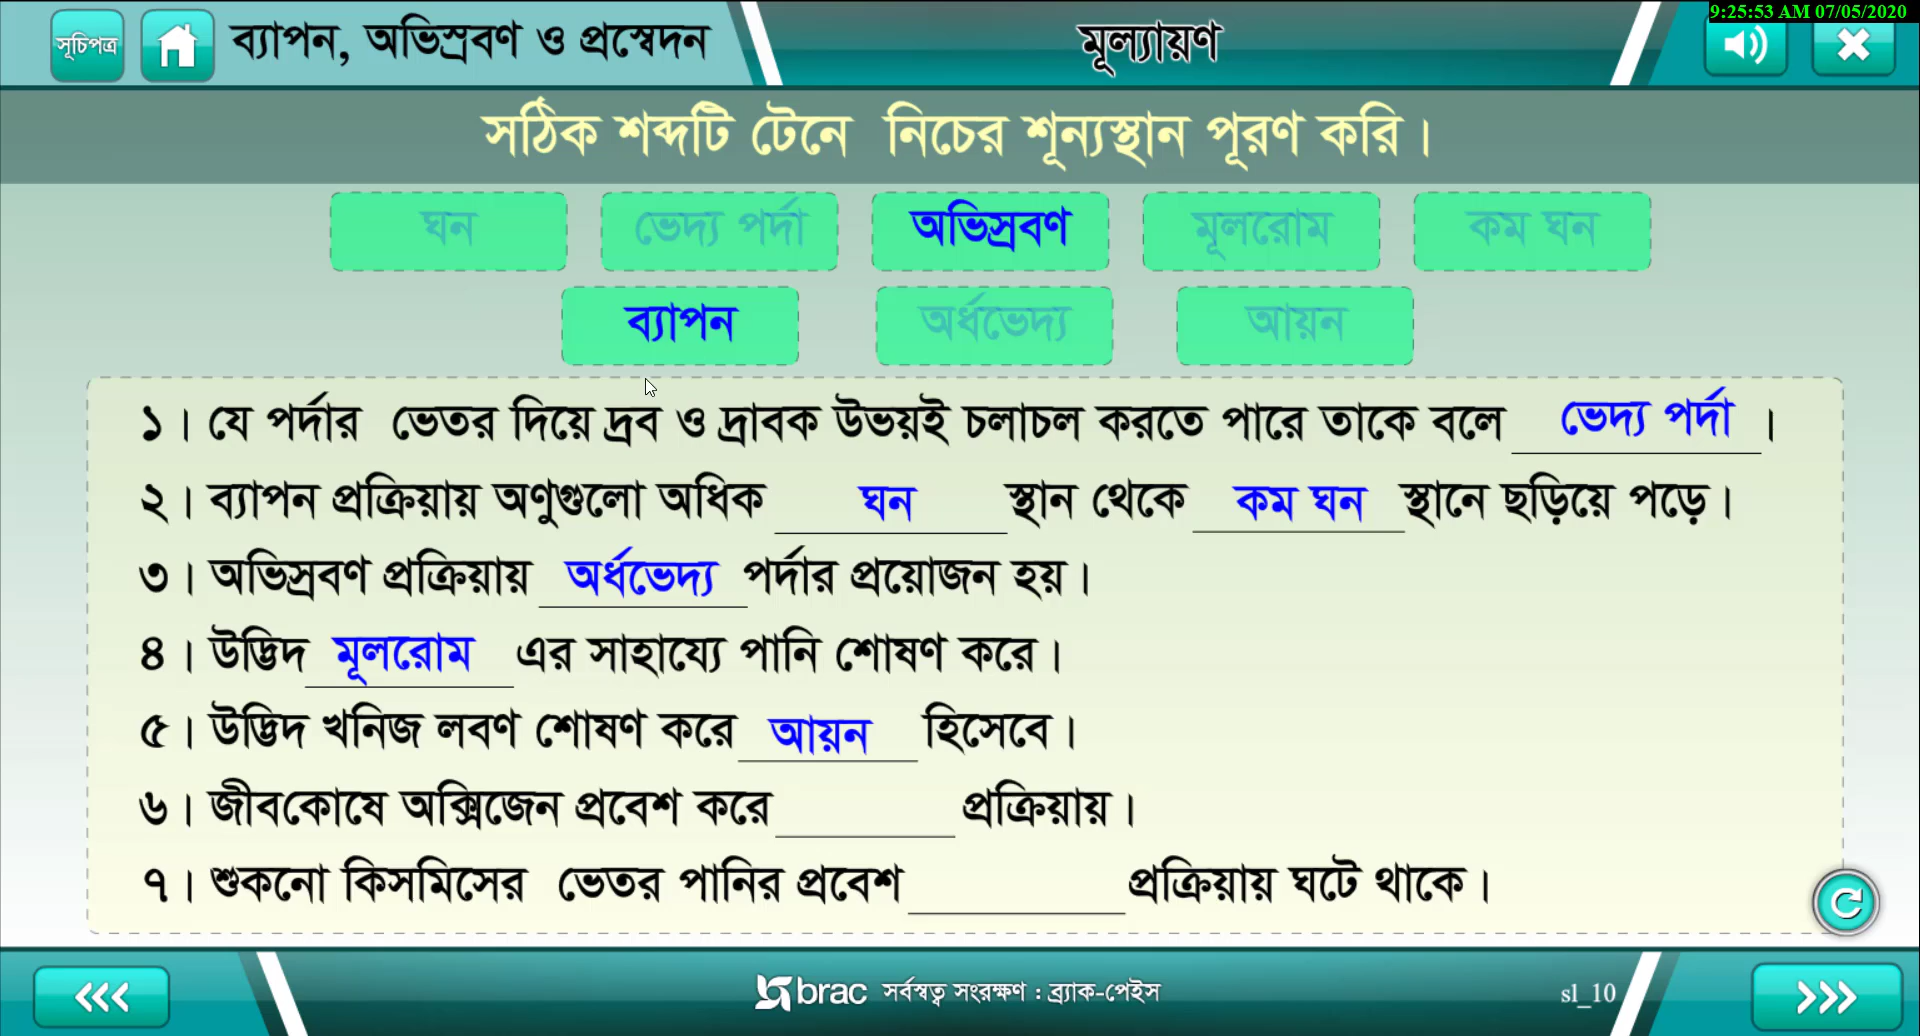 9:25:53 AM 07/05/2020
সূচিপত্র
ব্যাপন, অভিস্রবণ ও প্রস্বেদন
মূল্যায়ণ
সঠিক শব্দটি টেনে নিচের শূন্যস্থান পূরণ করি।
ঘন ভেদ্য পর্দা অভিস্রবণ মূলরোম কম ঘন
ব্যাপন অর্ধভেদ্য আয়ন
১। যে পর্দার ভেতর দিয়ে দ্রব ও দ্রাবক উভয়ই চলাচল করতে পারে তাকে বলে ভেদ্য পর্দা।
২। ব্যাপন প্রক্রিয়ায় অণুগুলো অধিক ঘন স্থান থেকে কম ঘন স্থানে ছড়িয়ে পড়ে।
৩। অভিস্রবণ প্রক্রিয়ায় অর্ধভেদ্য পর্দার প্রয়োজন হয়।
৪। উদ্ভিদ মূলরোম এর সাহায্যে পানি শোষণ করে।
৫। উদ্ভিদ খনিজ লবণ শোষণ করে আয়ন হিসেবে।
৬। জীবকোষে অক্সিজেন প্রবেশ করে ________ প্রক্রিয়ায়।
৭। শুকনো কিসমিসের ভেতর পানির প্রবেশ ________ প্রক্রিয়ায় ঘটে থাকে।
brac সর্বস্বত্ব সংরক্ষণ : ব্র্যাক-পেইস
sl_10